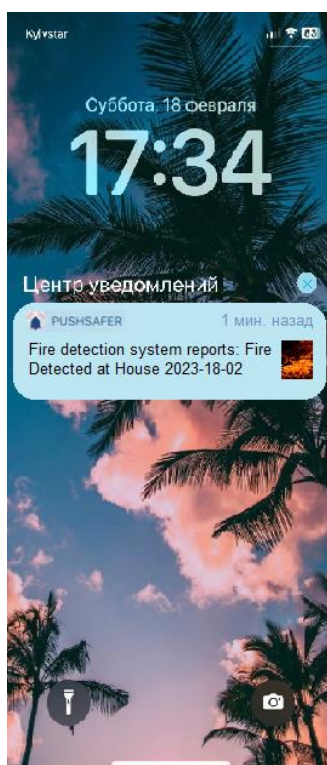 Kyivstar
63
Суббота, 18 февраля
17:34
Центр уведомлений
PUSHSAFER
1 мин. назад
Fire detection system reports: Fire
Detected at House 2023-18-02